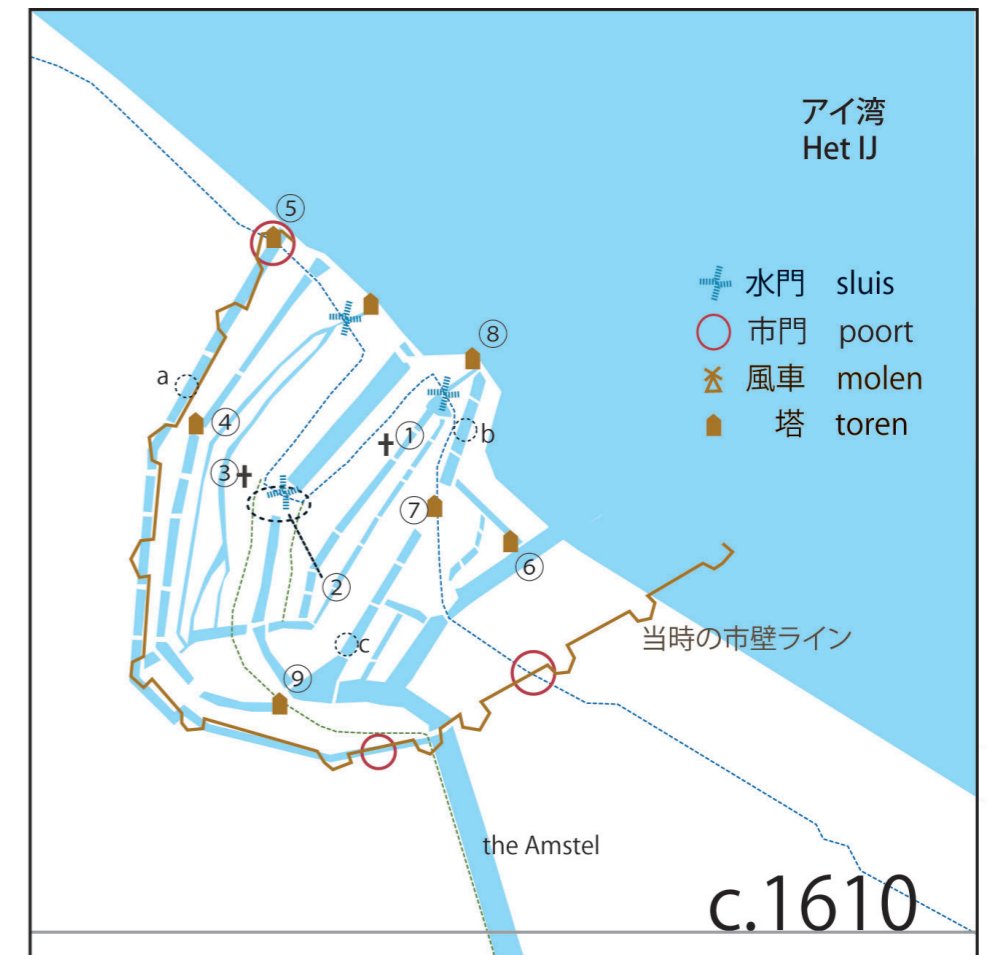 アイ湾
Het IJ
⑤
水門 sluis
市門 poort
風車 molen
塔 toren
⑧
a
④
①
b
③
⑦
⑥
②
当時の市壁ライン
c
⑨
the Amstel
c.1610